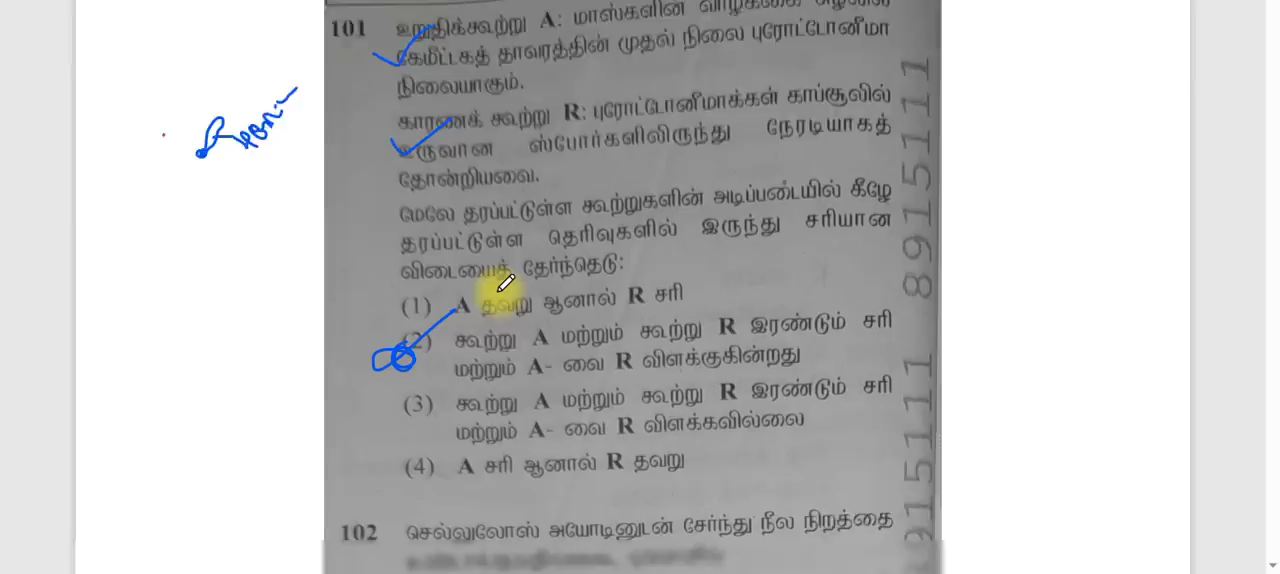 101 உறுதிக்கூற்று A: மாஸ்களின் வாழ்க்கை
கேமீட்டகத் தாவரத்தின் முதல் நிலை புரோட்டோனீமா
நிலையாகும்.
காரணக் கூற்று R: புரோட்டோனீமாக்கள் காப்சூலில்
உருவான ஸ்போர்களிலிருந்து நேரடியாகத்
தோன்றியவை.
மேலே தரப்பட்டுள்ள கூற்றுகளின் அடிப்படையில் கீழே
தரப்பட்டுள்ள தெரிவுகளில் இருந்து சரியான
விடையைத் தேர்ந்தெடு:
(1) A தவறு ஆனால் R சரி
(2) கூற்று A மற்றும் கூற்று R இரண்டும் சரி
மற்றும் A- வை R விளக்குகின்றது
(3) கூற்று A மற்றும் கூற்று R இரண்டும் சரி
மற்றும் A- வை R விளக்கவில்லை
(4) A சரி ஆனால் R தவறு
102 செல்லுலோஸ் அயோடினுடன் சேர்ந்து நீல நிறத்தை
8915111